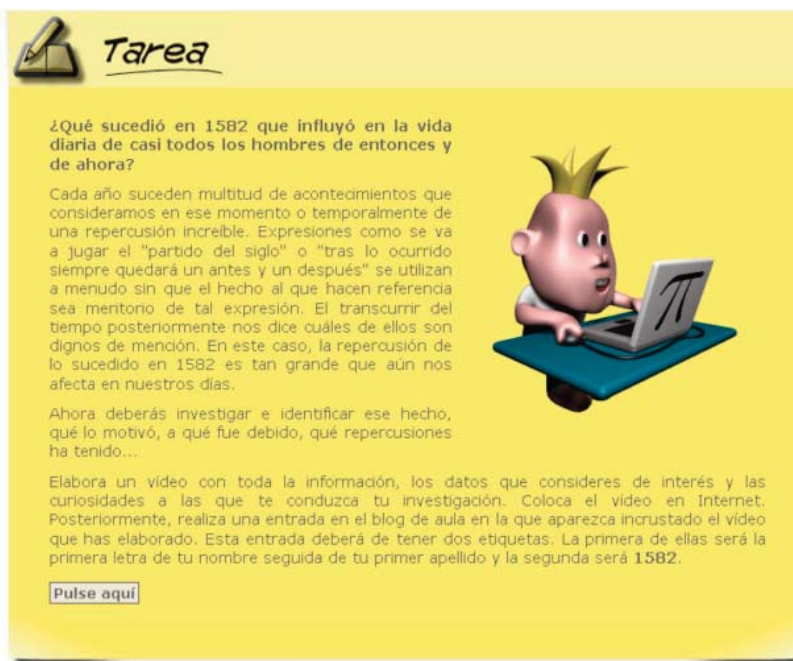 Tarea
¿Qué sucedió en 1582 que influyó en la vida
diaria de casi todos los hombres de entonces y
de ahora?
Cada año suceden multitud de acontecimientos que
consideramos en ese momento o temporalmente de
una repercusión increíble. Expresiones como se va
a jugar el "partido del siglo" o "tras lo ocurrido
siempre quedará un antes y un después" se utilizan
a menudo sin que el hecho al que hacen referencia
sea meritorio de tal expresión. El transcurrir del
tiempo posteriormente nos dice cuáles de ellos son
dignos de mención. En este caso, la repercusión de
lo sucedido en 1582 es tan grande que aún nos
afecta en nuestros días.
Ahora deberás investigar e identificar ese hecho,
qué lo motivó, a qué fue debido, qué repercusiones
ha tenido...
Elabora un vídeo con toda la información, los datos que consideres de interés y las
curiosidades a las que te conduzca tu investigación. Coloca el vídeo en Internet.
Posteriormente, realiza una entrada en el blog de aula en la que aparezca incrustado el vídeo
que has elaborado. Esta entrada deberá de tener dos etiquetas. La primera de ellas será la
primera letra de tu nombre seguida de tu primer apellido y la segunda será 1582.
Pulse aquí
π